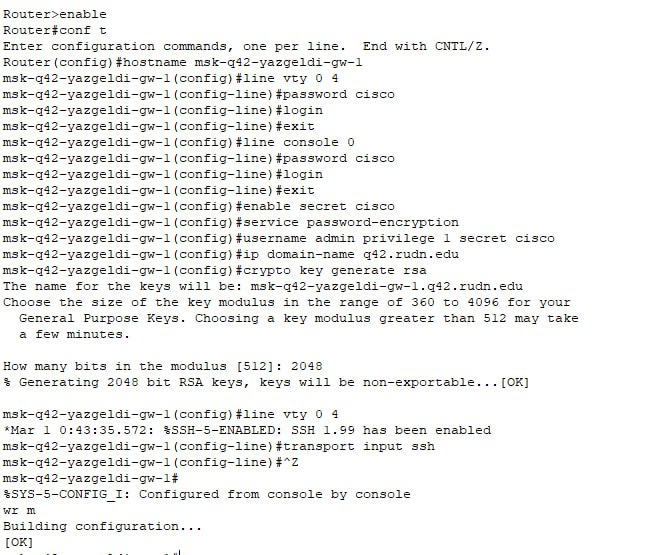 Router>enable
Router#conf t
Enter configuration commands, one per line.  End with CNTL/Z.
Router(config)#hostname msk-q42-yazgeldi-gw-1
msk-q42-yazgeldi-gw-1(config)#line vty 0 4
msk-q42-yazgeldi-gw-1(config-line)#password cisco
msk-q42-yazgeldi-gw-1(config-line)#login
msk-q42-yazgeldi-gw-1(config-line)#exit
msk-q42-yazgeldi-gw-1(config)#line console 0
msk-q42-yazgeldi-gw-1(config-line)#password cisco
msk-q42-yazgeldi-gw-1(config-line)#login
msk-q42-yazgeldi-gw-1(config-line)#exit
msk-q42-yazgeldi-gw-1(config)#enable secret cisco
msk-q42-yazgeldi-gw-1(config)#service password-encryption
msk-q42-yazgeldi-gw-1(config)#username admin privilege 1 secret cisco
msk-q42-yazgeldi-gw-1(config)#ip domain-name q42.rudn.edu
msk-q42-yazgeldi-gw-1(config)#crypto key generate rsa
The name for the keys will be: msk-q42-yazgeldi-gw-1.q42.rudn.edu
Choose the size of the key modulus in the range of 360 to 4096 for your
  General Purpose Keys. Choosing a key modulus greater than 512 may take
  a few minutes.

How many bits in the modulus [512]: 2048
% Generating 2048 bit RSA keys, keys will be non-exportable...[OK]

msk-q42-yazgeldi-gw-1(config)#line vty 0 4
*Mar 1 0:43:35.572: %SSH-5-ENABLED: SSH 1.99 has been enabled
msk-q42-yazgeldi-gw-1(config-line)#transport input ssh
msk-q42-yazgeldi-gw-1(config-line)#^Z
msk-q42-yazgeldi-gw-1#
%SYS-5-CONFIG_I: Configured from console by console
wr m
Building configuration...
[OK]